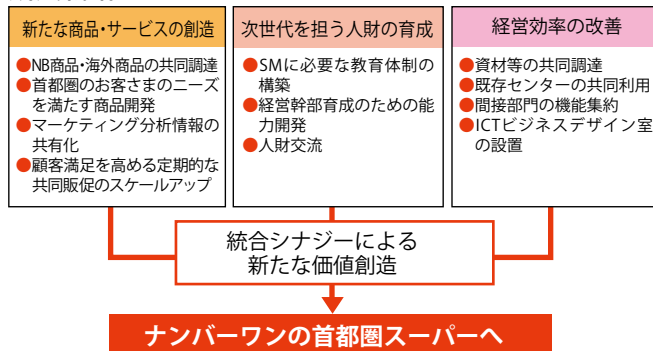 新たな商品・サービスの創造
●NB商品・海外商品の共同調達
●首都圏のお客さまのニーズ
を満たす商品開発
●マーケティング分析情報の
共有化
●顧客満足を高める定期的な
共同販促のスケールアップ
次世代を担う人財の育成
●SMに必要な教育体制の
構築
●経営幹部育成のための能
力開発
●人財交流
経営効率の改善
●資材等の共同調達
●既存センターの共同利用
●間接部門の機能集約
●ICTビジネスデザイン室
の設置
統合シナジーによる
新たな価値創造
ナンバーワンの首都圏スーパーへ